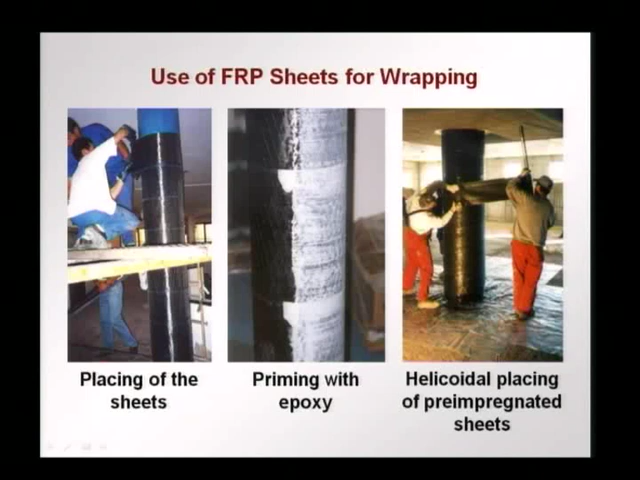 Use of FRP Sheets for Wrapping
Placing of the
sheets
Priming with
epoxy
Helicoidal placing
of preimpregnated
sheets